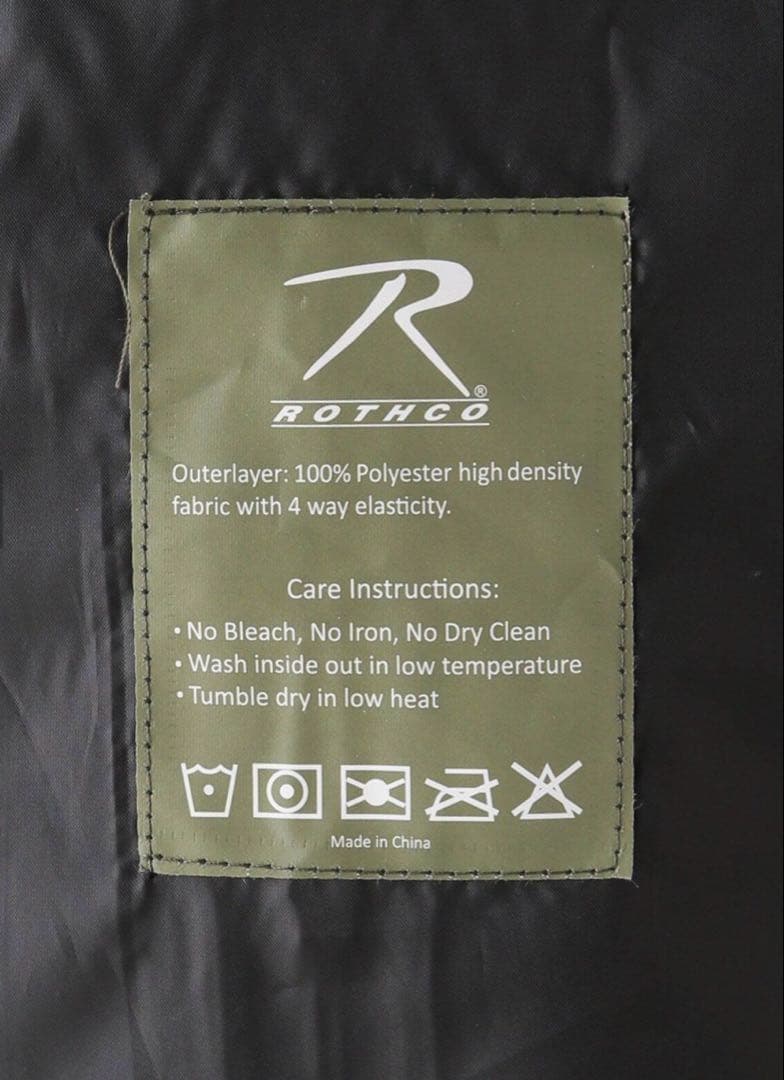 R®
ROTHCO
Outerlayer: 100% Polyester high density
fabric with 4 way elasticity.
Care Instructions:
• No Bleach, No Iron, No Dry Clean
• Wash inside out in low temperature
• Tumble dry in low heat
Made in China